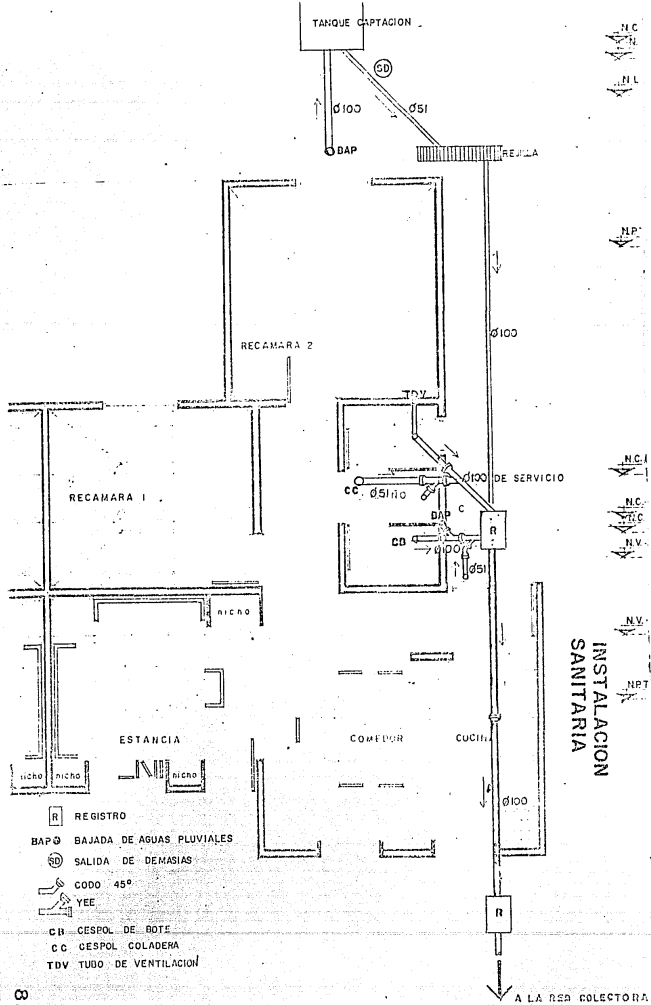 TANQUE CAPTACION
N.C
N.
N.L
SD
Ø100
Ø51
BAP
REJILLA
N.P
Ø100
RECAMARA 2
TDV
N.C.
Ø100 DE SERVICIO
RECAMARA 1
CC
Ø51
BAP
C
R
N.C.
N.C
N.V.
CB
Ø100
Ø51
nicho
N.V.
INSTALACION
SANITARIA
N.P.T
ESTANCIA
COMEDOR
COCINA
nicho
nicho
nicho
Ø100
R REGISTRO
BAP BAJADA DE AGUAS PLUVIALES
SD SALIDA DE DEMASIAS
CODO 45º
YEE
CB CESPOL DE BOTE
CC CESPOL COLADERA
TDV TUBO DE VENTILACION
R
8
A LA RED COLECTORA